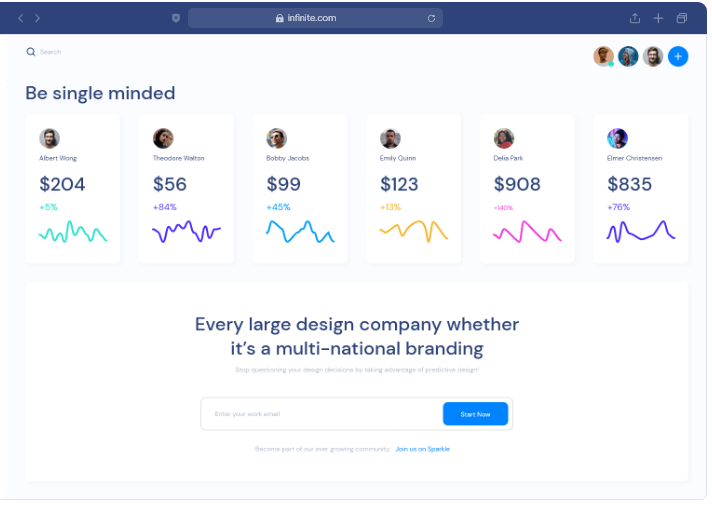 infinite.com
Search
Be single minded
Albert Wong
$204
+5%
Theodore Walton
$56
+84%
Bobby Jacobs
$99
+45%
Emily Quinn
$123
+13%
Delia Park
$908
+140%
Elmer Christensen
$835
+76%
Every large design company whether
it's a multi-national branding
Stop questioning your design decisions by taking advantage of predictive design!
Enter your work email
Start Now
Become part of our ever growing community. Join us on Sparkle